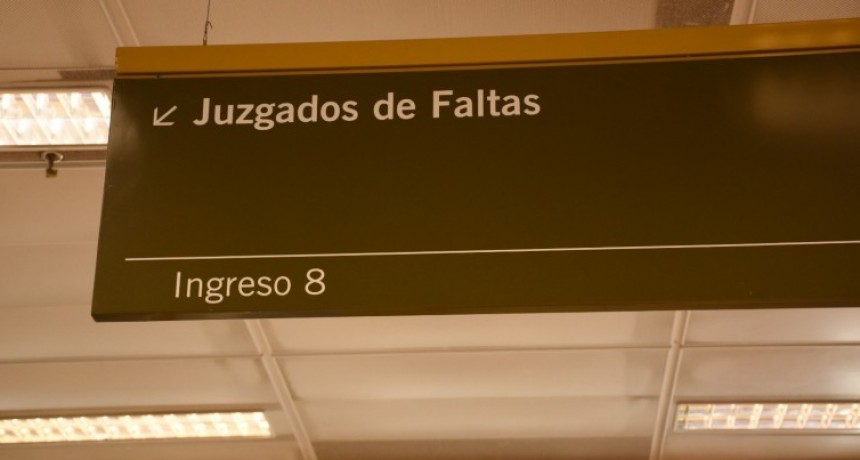 ↙ Juzgados de Faltas
Ingreso 8